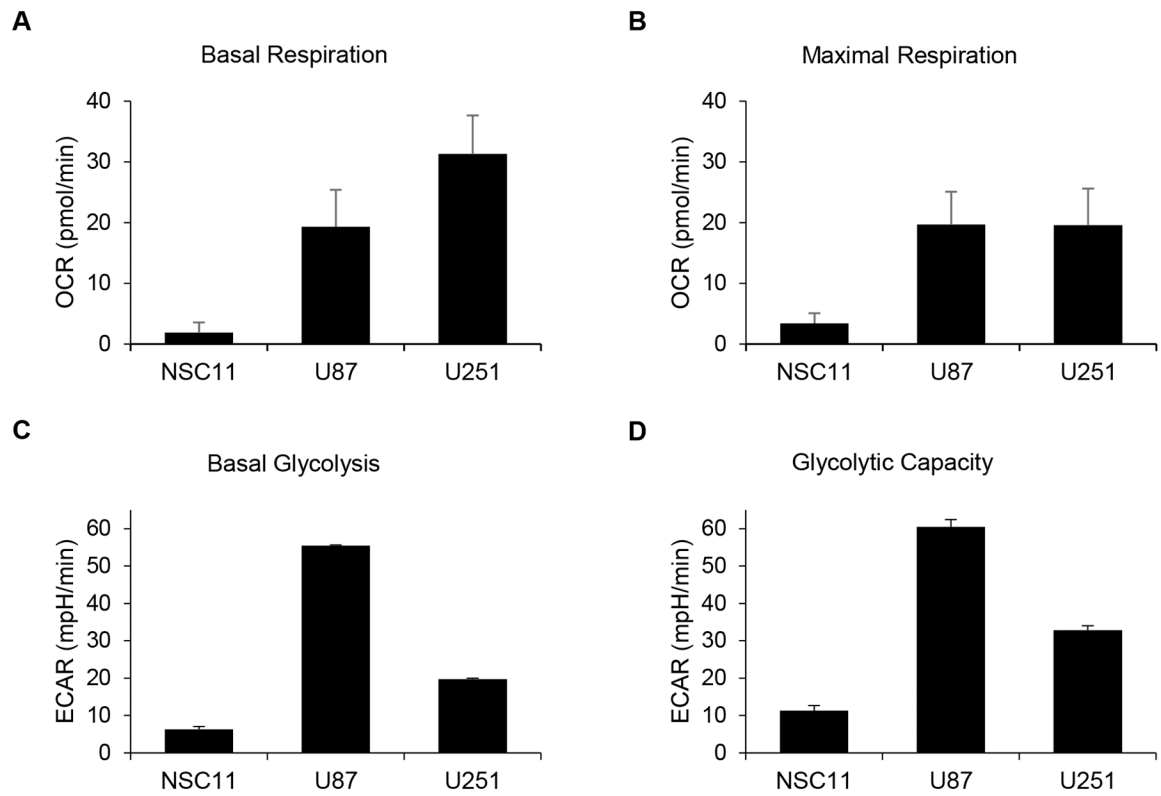 A
Basal Respiration
OCR (pmol/min)
40
30
20
10
0
NSC11 U87 U251
B
Maximal Respiration
OCR (pmol/min)
40
30
20
10
0
NSC11 U87 U251
C
Basal Glycolysis
ECAR (mpH/min)
60
50
40
30
20
10
0
NSC11 U87 U251
D
Glycolytic Capacity
ECAR (mpH/min)
60
50
40
30
20
10
0
NSC11 U87 U251